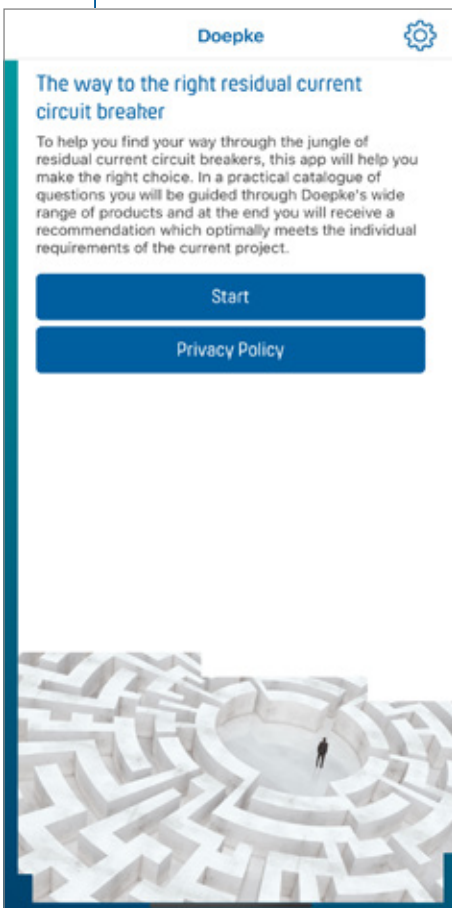 Doepke
The way to the right residual current
circuit breaker
To help you find your way through the jungle of
residual current circuit breakers, this app will help you
make the right choice. In a practical catalogue of
questions you will be guided through Doepke's wide
range of products and at the end you will receive a
recommendation which optimally meets the individual
requirements of the current project.
Start
Privacy Policy